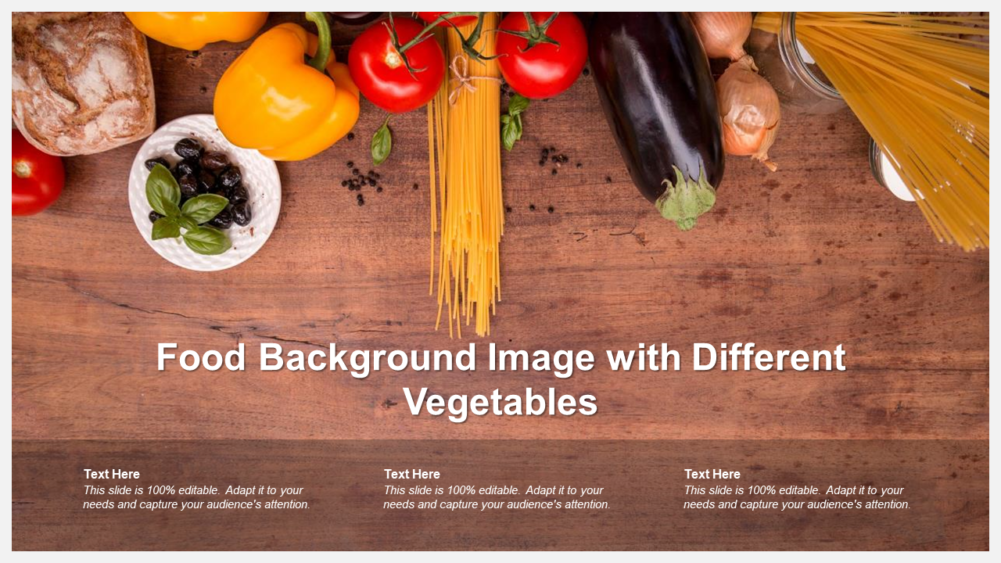 Food Background Image with Different
Vegetables
Text Here
This slide is 100% editable. Adapt it to your
needs and capture your audience's attention.
Text Here
This slide is 100% editable. Adapt it to your
needs and capture your audience's attention.
Text Here
This slide is 100% editable. Adapt it to your
needs and capture your audience's attention.